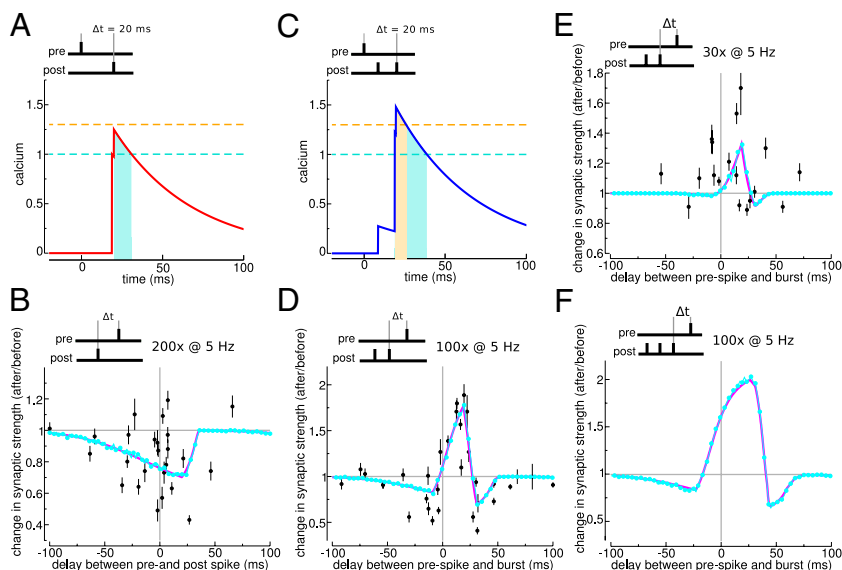 A
Δt = 20 ms
pre
post
1.5
1
0.5
0
calcium
0
50
100
time (ms)
C
Δt = 20 ms
pre
post
1.5
1
0.5
0
calcium
0
50
100
time (ms)
E
Δt
pre
post
30x @ 5 Hz
1.8
1.6
1.4
1.2
1.0
0.8
0.6
change in synaptic strength (after/before)
-100
-50
0
50
100
delay between pre-spike and burst (ms)
B
Δt
pre
post
200x @ 5 Hz
1.2
1
0.8
0.6
0.4
change in synaptic strength (after/before)
-100
-50
0
50
100
delay between pre-and post spike (ms)
D
Δt
pre
post
100x @ 5 Hz
2
1.5
1
0.5
change in synaptic strength (after/before)
-100
-50
0
50
100
delay between pre-spike and burst (ms)
F
Δt
pre
post
100x @ 5 Hz
2
1.5
1
0.5
change in synaptic strength (after/before)
-100
-50
0
50
100
delay between pre-spike and burst (ms)